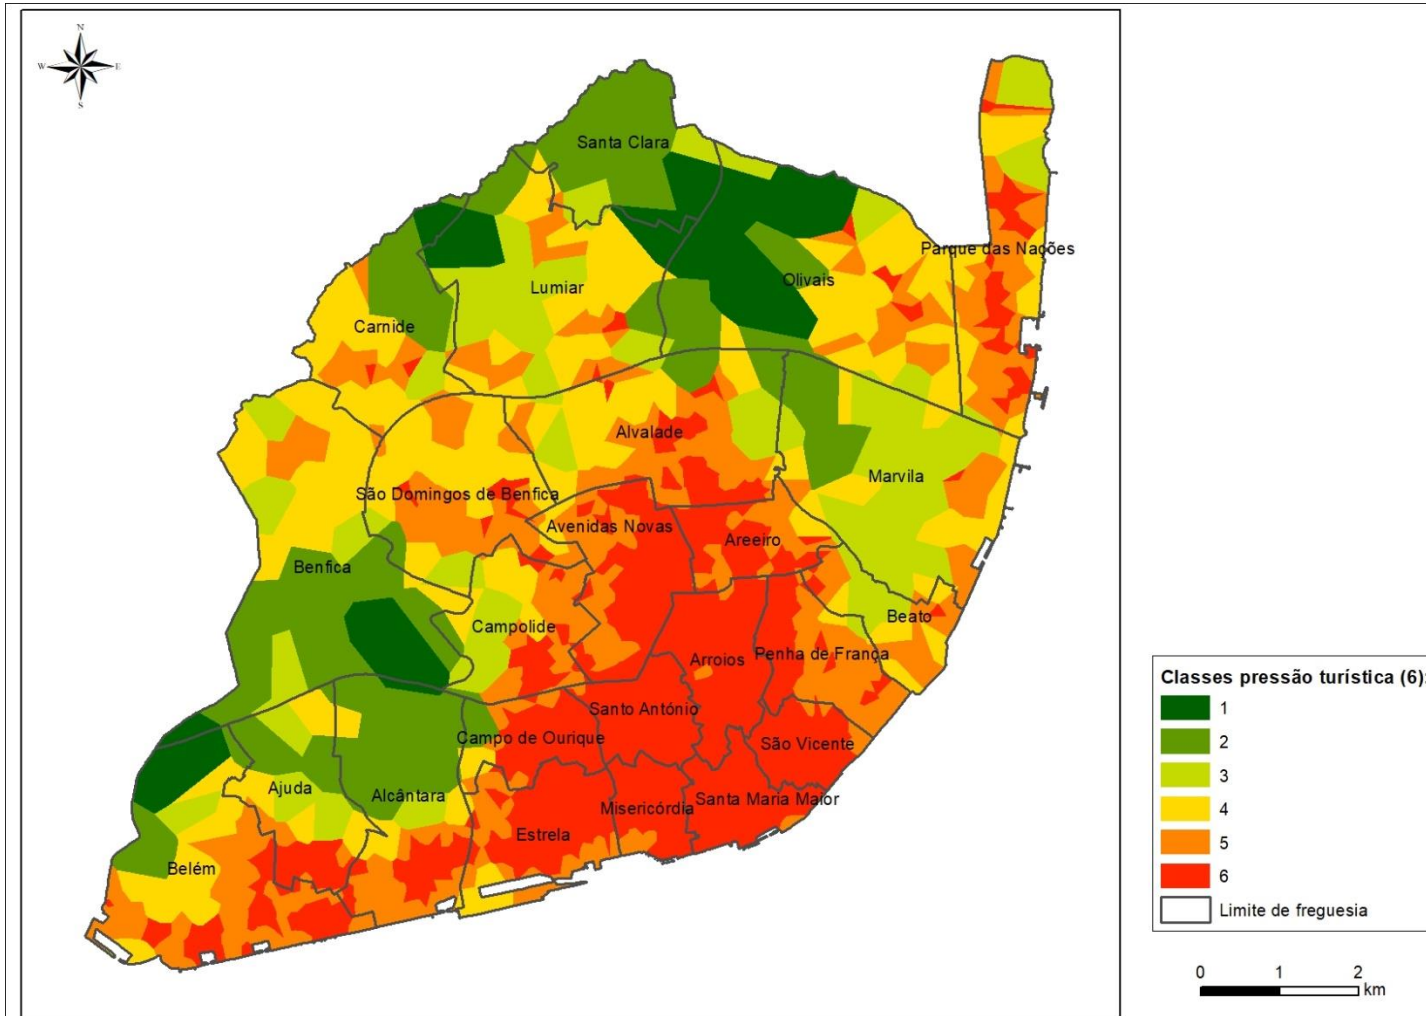 N
W E
S
Santa Clara
Parque das Nações
Olivais
Lumiar
Carnide
Alvalade
Marvila
São Domingos de Benfica
Avenidas Novas
Areeiro
Benfica
Beato
Campolide
Penha de França
Arroios
Santo António
Campo de Ourique
São Vicente
Ajuda
Alcântara
Santa Maria Maior
Misericórdia
Estrela
Belém
Classes pressão turística (6):
1
2
3
4
5
6
Limite de freguesia
0 1 2
km